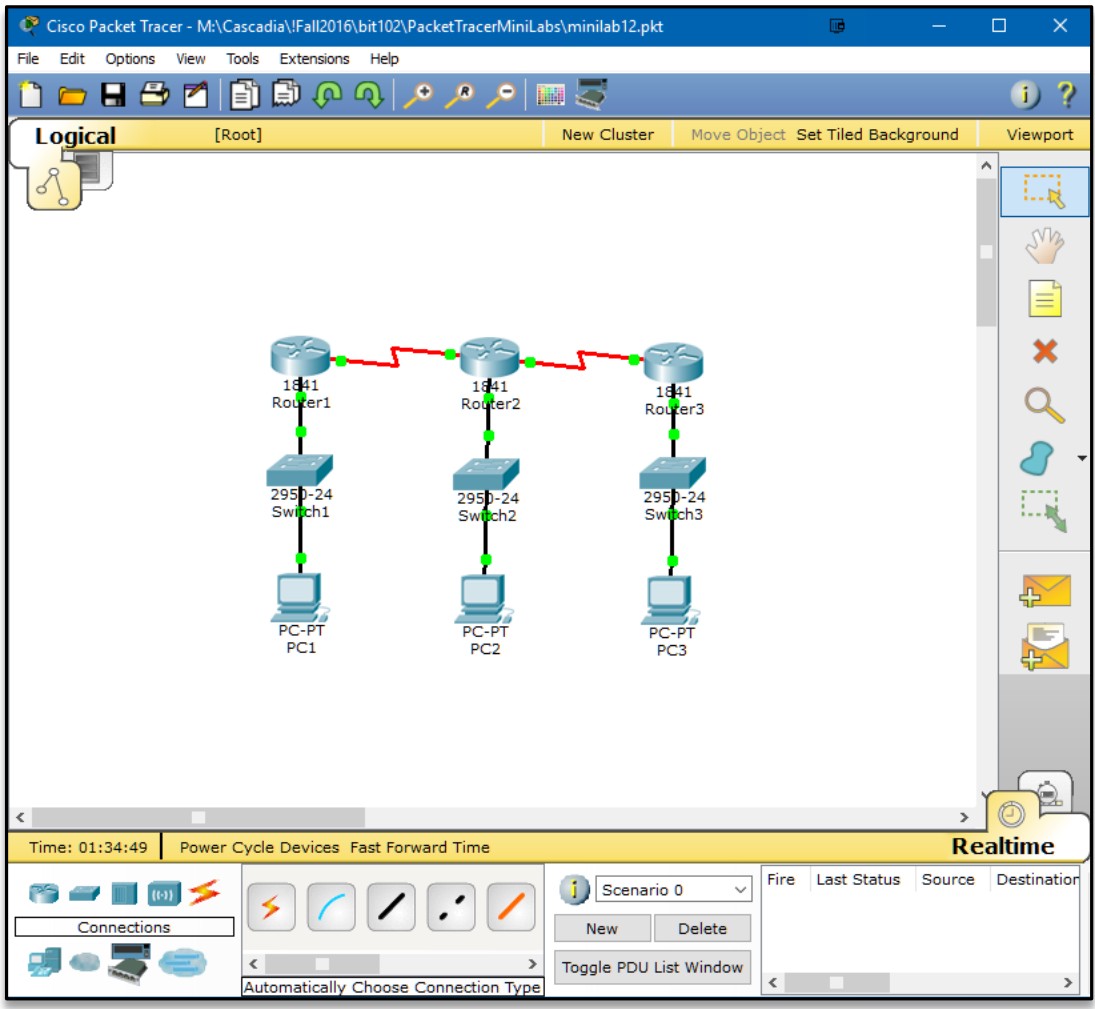 Cisco Packet Tracer - M:\Cascadia\!Fall2016\bit102\PacketTracerMiniLabs\minilab12.pkt
File Edit Options View Tools Extensions Help
Logical [Root] New Cluster Move Object Set Tiled Background Viewport
1841
Router1
1841
Router2
1841
Router3
2950-24
Switch1
2950-24
Switch2
2950-24
Switch3
PC-PT
PC1
PC-PT
PC2
PC-PT
PC3
Time: 01:34:49 Power Cycle Devices Fast Forward Time Realtime
Connections
Automatically Choose Connection Type
Scenario 0
New Delete
Toggle PDU List Window
Fire Last Status Source Destination